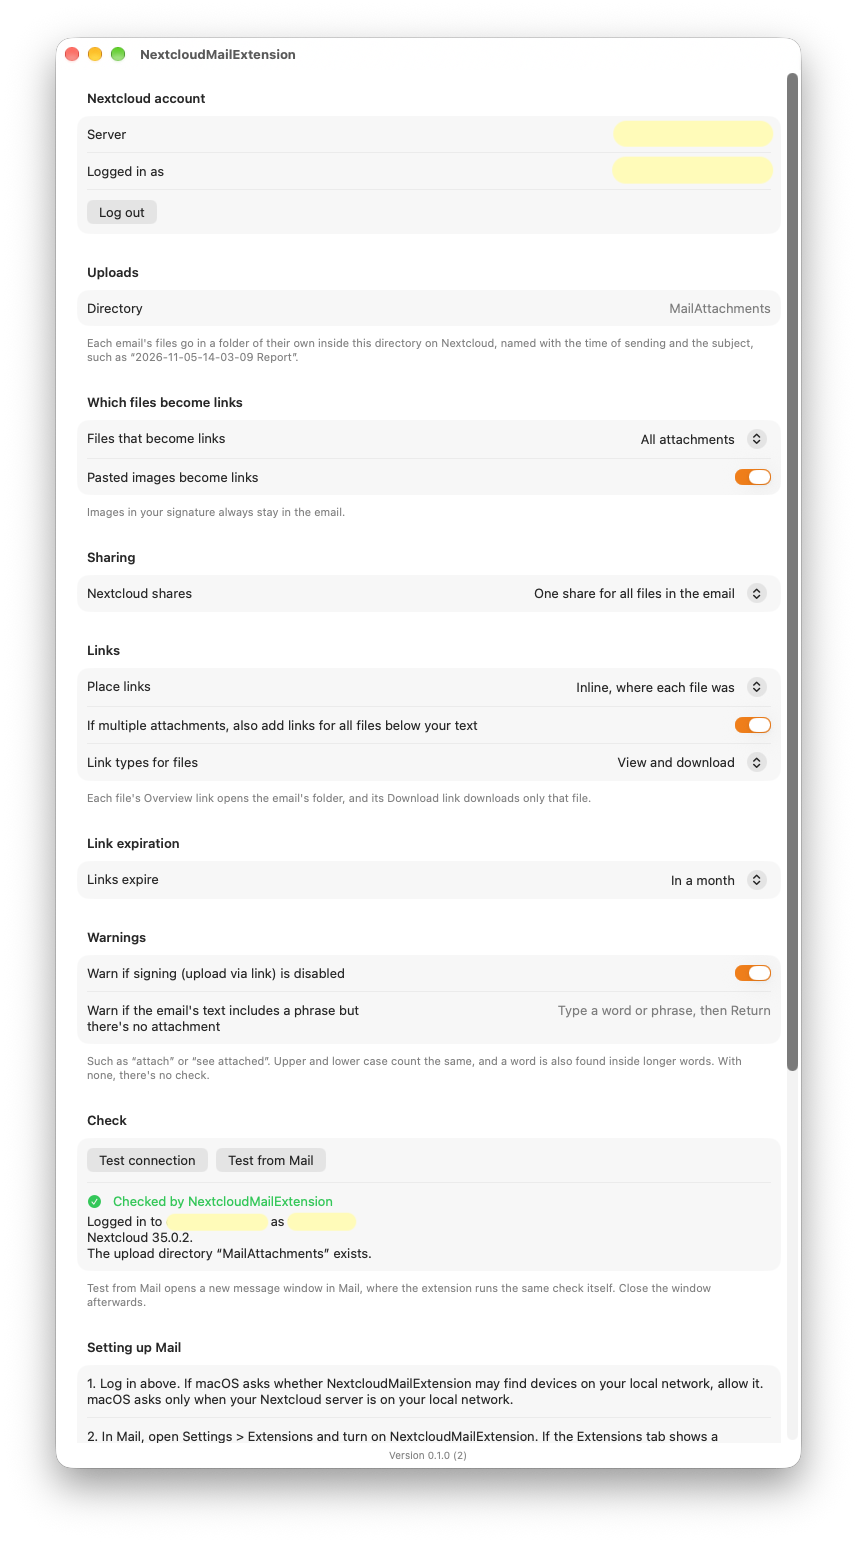 NextcloudMailExtension
Nextcloud account
Server
Logged in as
Log out
Uploads
Directory MailAttachments
Each email's files go in a folder of their own inside this directory on Nextcloud, named with the time of sending and the subject,
such as “2026-11-05-14-03-09 Report”.
Which files become links
Files that become links All attachments
Pasted images become links
Images in your signature always stay in the email.
Sharing
Nextcloud shares One share for all files in the email
Links
Place links Inline, where each file was
If multiple attachments, also add links for all files below your text
Link types for files View and download
Each file's Overview link opens the email's folder, and its Download link downloads only that file.
Link expiration
Links expire In a month
Warnings
Warn if signing (upload via link) is disabled
Warn if the email's text includes a phrase but Type a word or phrase, then Return
there's no attachment
Such as “attach” or “see attached”. Upper and lower case count the same, and a word is also found inside longer words. With
none, there's no check.
Check
Test connection Test from Mail
Checked by NextcloudMailExtension
Logged in to as
Nextcloud 35.0.2.
The upload directory “MailAttachments” exists.
Test from Mail opens a new message window in Mail, where the extension runs the same check itself. Close the window
afterwards.
Setting up Mail
1. Log in above. If macOS asks whether NextcloudMailExtension may find devices on your local network, allow it.
macOS asks only when your Nextcloud server is on your local network.
2. In Mail, open Settings > Extensions and turn on NextcloudMailExtension. If the Extensions tab shows a
Version 0.1.0 (2)